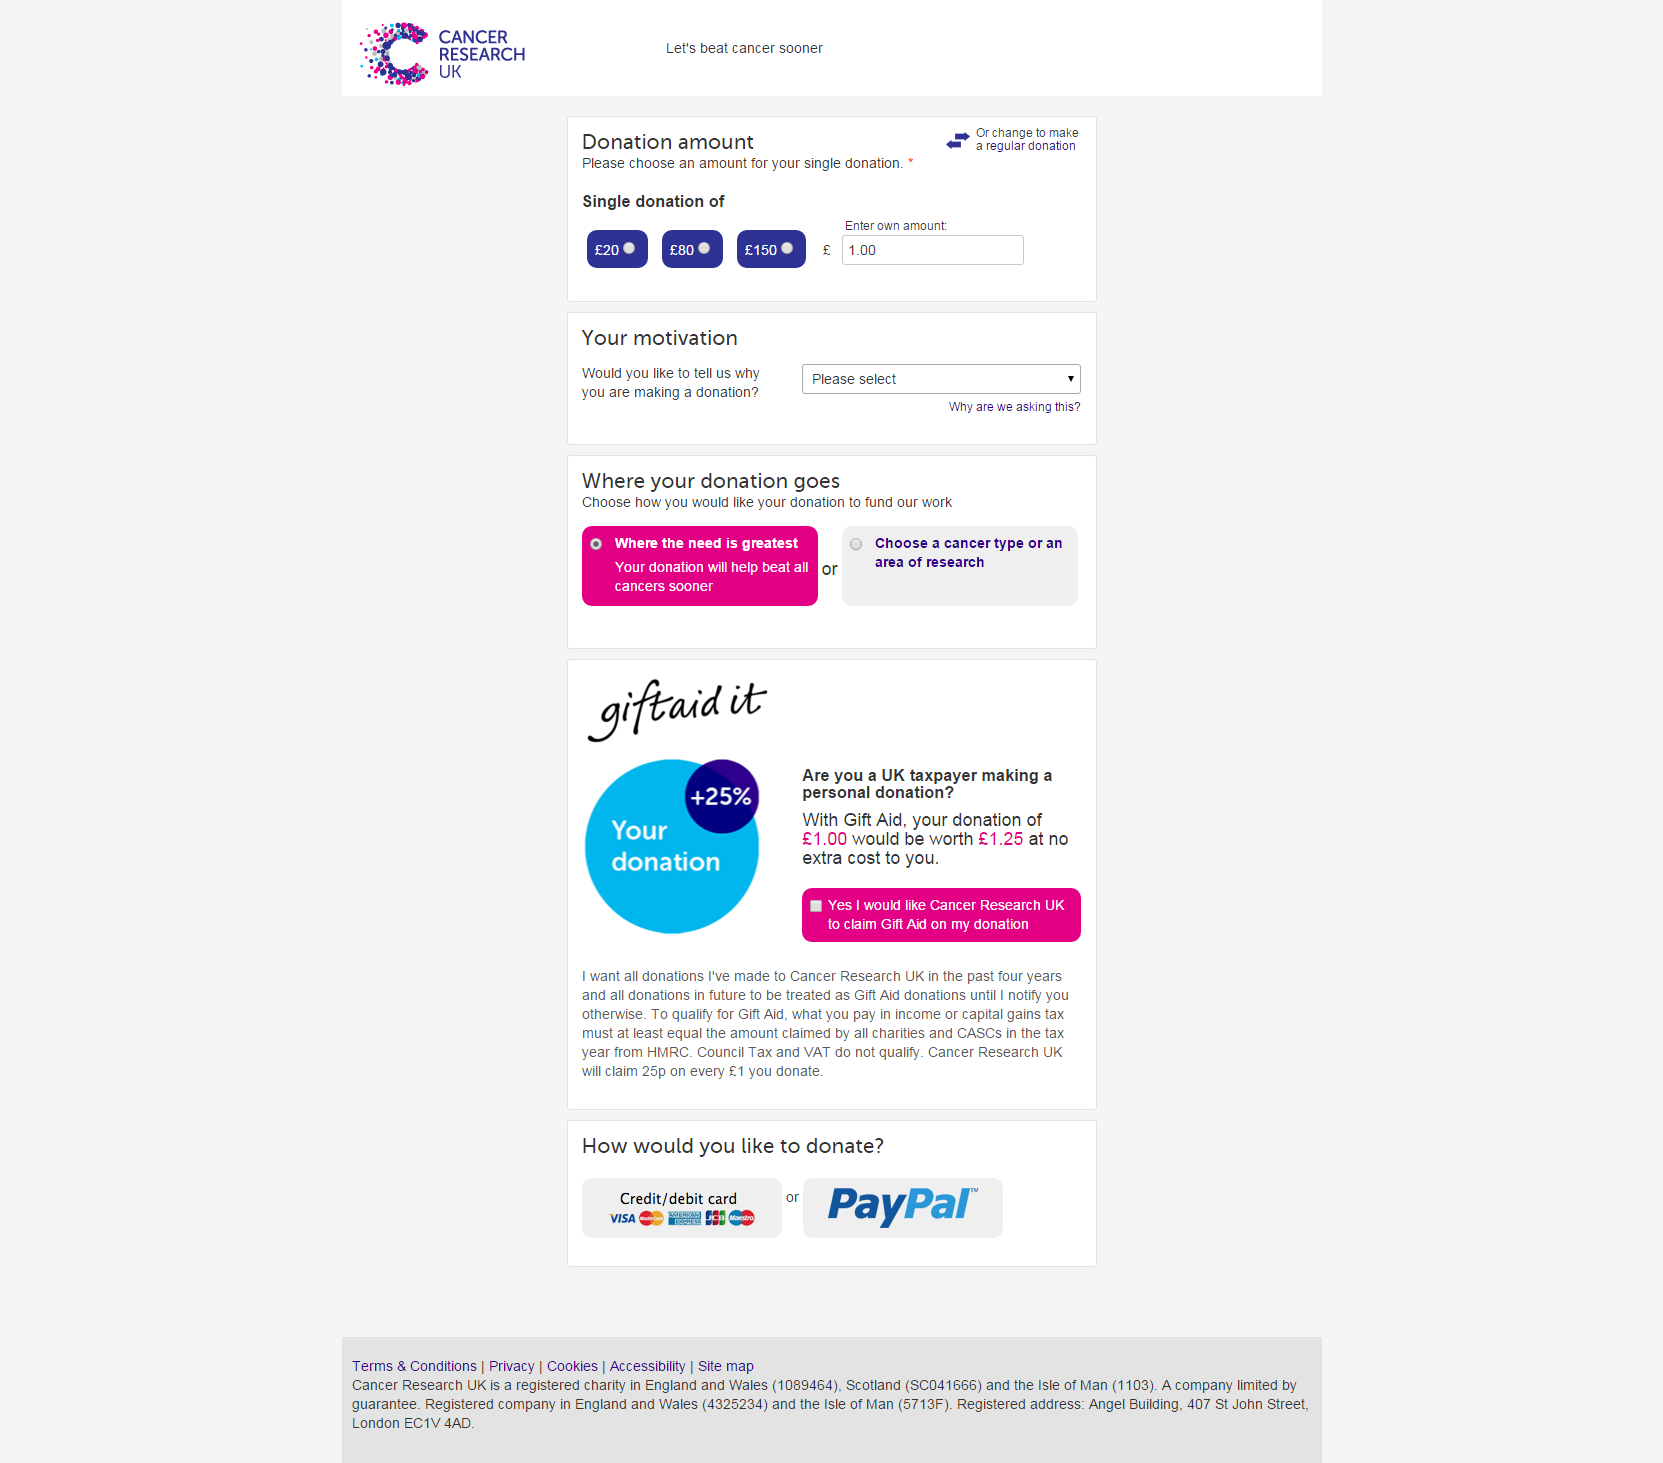 CANCER
RESEARCH
UK
Let's beat cancer sooner
Donation amount
Or change to make
a regular donation
Please choose an amount for your single donation. *
Single donation of
Enter own amount:
£20
£80
£150
£
1.00
Your motivation
Would you like to tell us why
you are making a donation?
Please select
Why are we asking this?
Where your donation goes
Choose how you would like your donation to fund our work
Where the need is greatest
Your donation will help beat all
cancers sooner
or
Choose a cancer type or an
area of research
giftaid it
+25%
Your
donation
Are you a UK taxpayer making a
personal donation?
With Gift Aid, your donation of
£1.00 would be worth £1.25 at no
extra cost to you.
Yes I would like Cancer Research UK
to claim Gift Aid on my donation
I want all donations I've made to Cancer Research UK in the past four years
and all donations in future to be treated as Gift Aid donations until I notify you
otherwise. To qualify for Gift Aid, what you pay in income or capital gains tax
must at least equal the amount claimed by all charities and CASCs in the tax
year from HMRC. Council Tax and VAT do not qualify. Cancer Research UK
will claim 25p on every £1 you donate.
How would you like to donate?
Credit/debit card
VISA MasterCard AMERICAN EXPRESS JCB Maestro
or
PayPal™
Terms & Conditions | Privacy | Cookies | Accessibility | Site map
Cancer Research UK is a registered charity in England and Wales (1089464), Scotland (SC041666) and the Isle of Man (1103). A company limited by
guarantee. Registered company in England and Wales (4325234) and the Isle of Man (5713F). Registered address: Angel Building, 407 St John Street,
London EC1V 4AD.